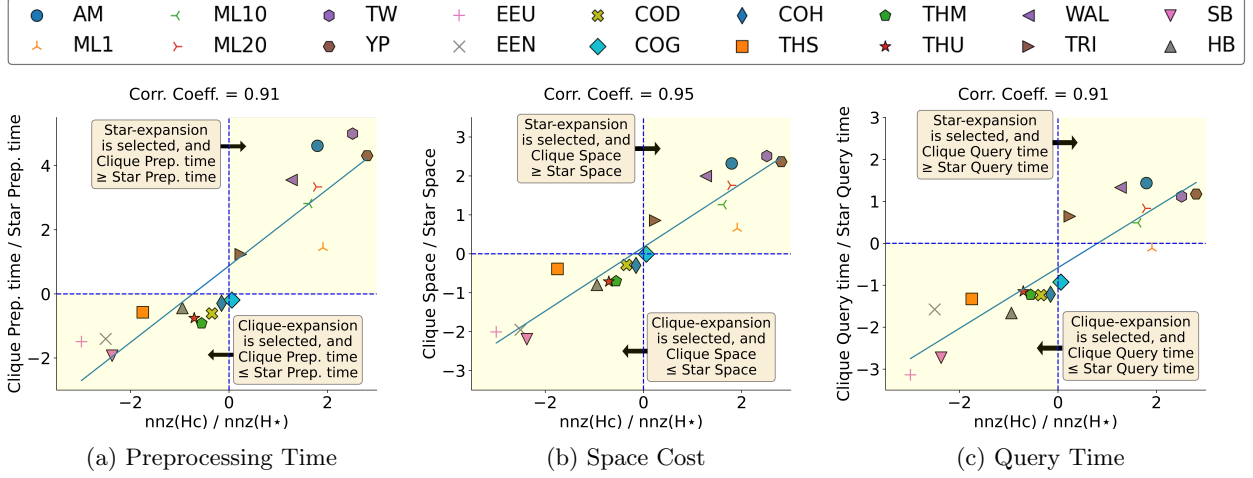 AM ML10 TW EEU COD COH THM WAL SB
ML1 ML20 YP EEN COG THS THU TRI HB
Corr. Coeff. = 0.91
Clique Prep. time / Star Prep. time
4
2
0
−2
Star-expansion
is selected, and
Clique Prep. time
≥ Star Prep. time
Clique-expansion
is selected, and
Clique Prep. time
≤ Star Prep. time
−2 0 2
nnz(Hc) / nnz(H⋆)
(a) Preprocessing Time
Corr. Coeff. = 0.95
Clique Space / Star Space
3
2
1
0
−1
−2
−3
Star-expansion
is selected, and
Clique Space
≥ Star Space
Clique-expansion
is selected, and
Clique Space
≤ Star Space
−2 0 2
nnz(Hc) / nnz(H⋆)
(b) Space Cost
Corr. Coeff. = 0.91
Clique Query time / Star Query time
3
2
1
0
−1
−2
−3
Star-expansion
is selected, and
Clique Query time
≥ Star Query time
Clique-expansion
is selected, and
Clique Query time
≤ Star Query time
−2 0 2
nnz(Hc) / nnz(H⋆)
(c) Query Time